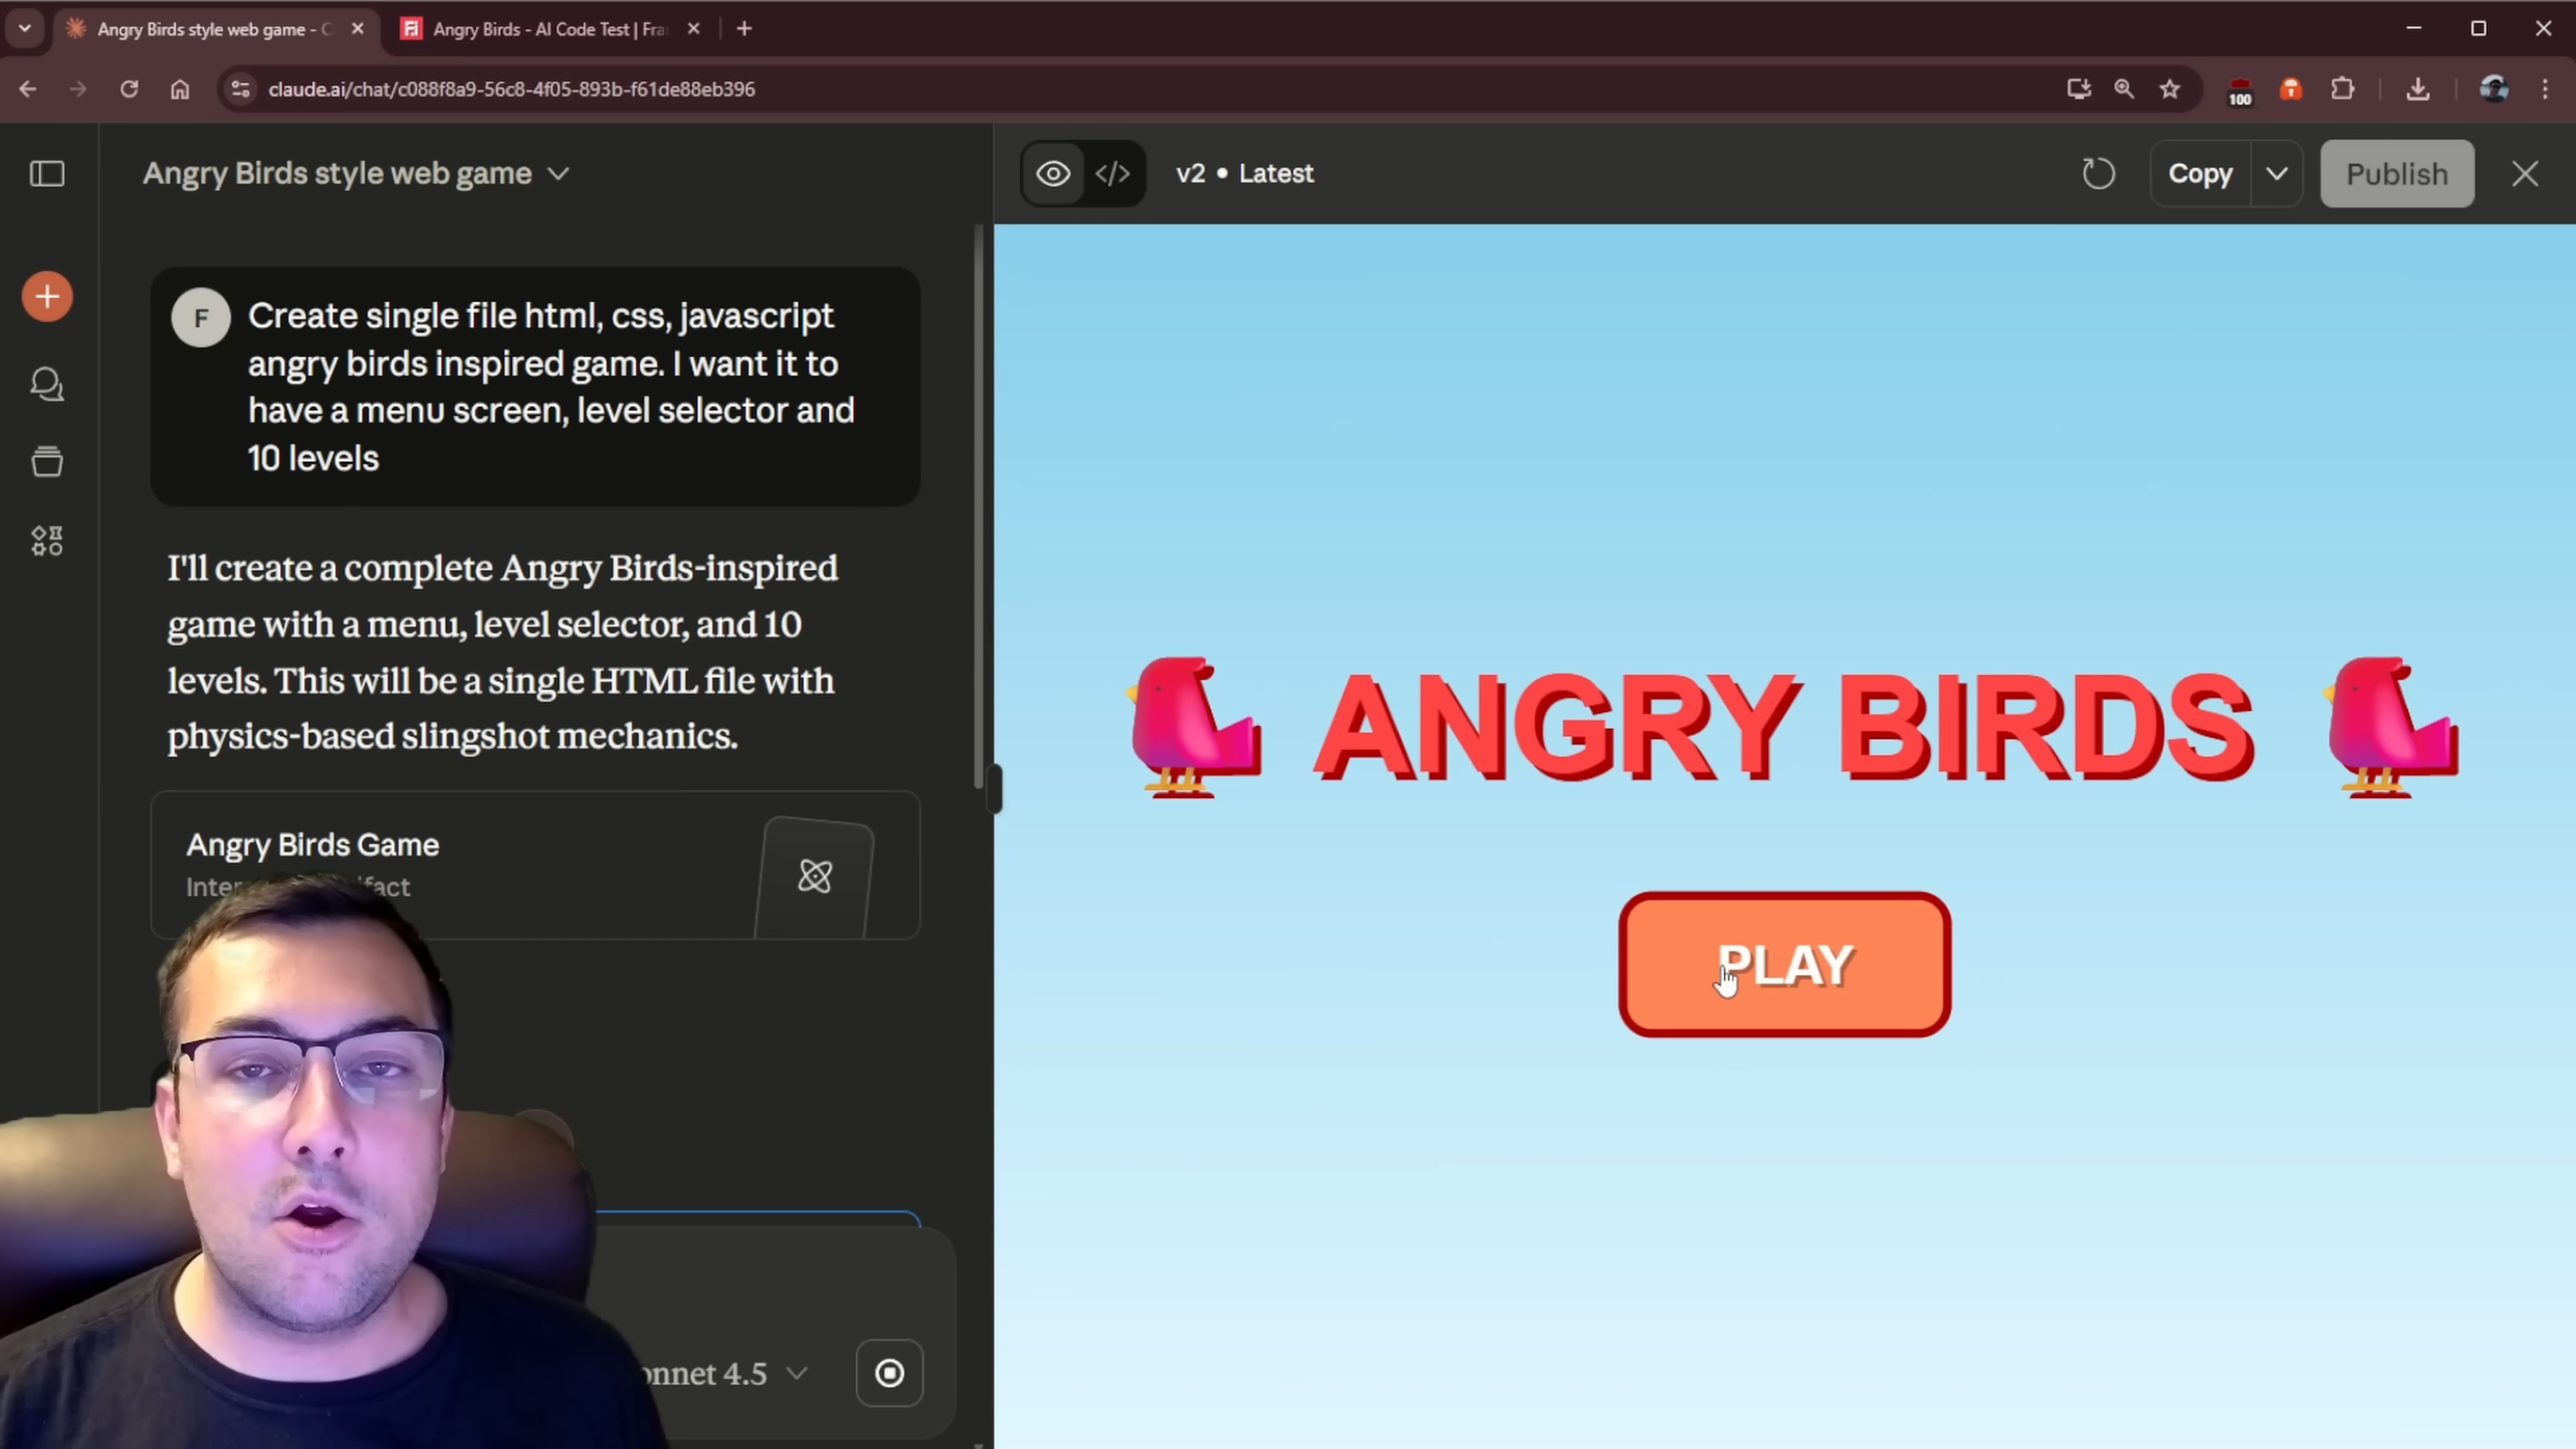 Angry Birds style web game -
Angry Birds - AI Code Test | Fra
claude.ai/chat/c088f8a9-56c8-4f05-893b-f61de88eb396
100
Angry Birds style web game
v2 • Latest
Copy
Publish
F
Create single file html, css, javascript
angry birds inspired game. I want it to
have a menu screen, level selector and
10 levels
I'll create a complete Angry Birds-inspired
game with a menu, level selector, and 10
levels. This will be a single HTML file with
physics-based slingshot mechanics.
Angry Birds Game
Inter ifact
onnet 4.5
ANGRY BIRDS
PLAY